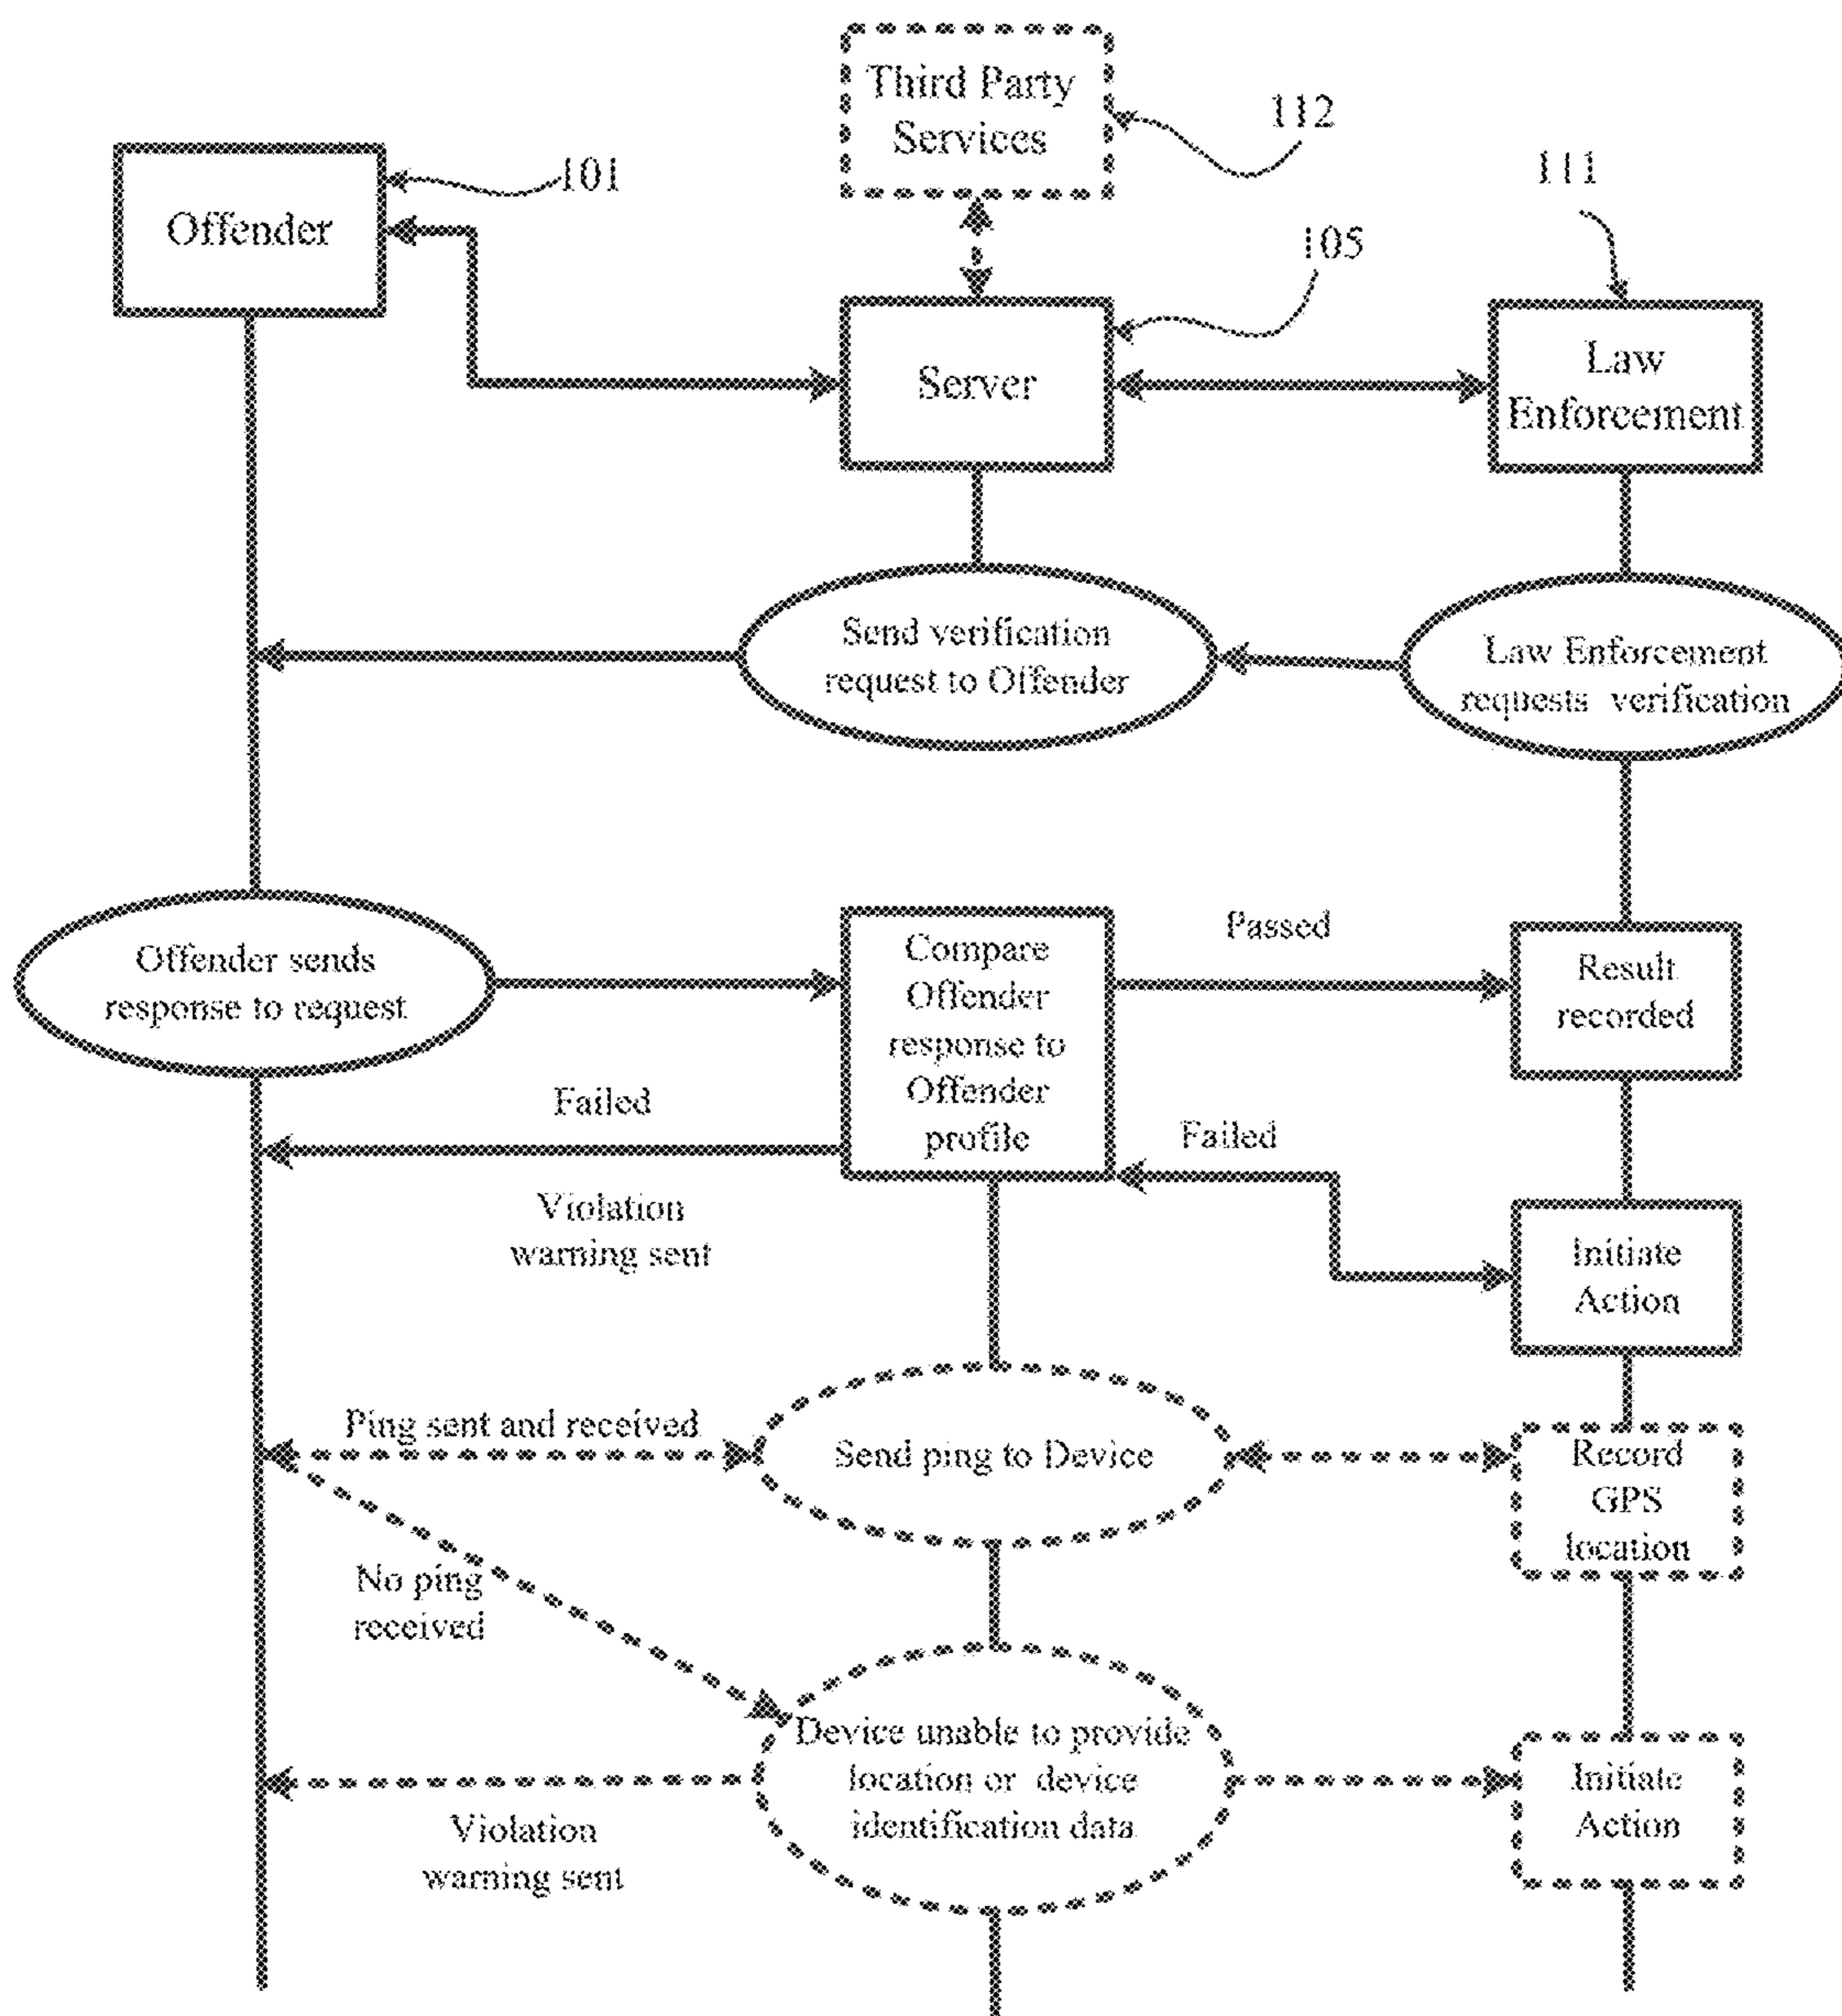 Third Party
Services
112
101
111
Offender
105
Server
Law
Enforcement
Send verification
request to Offender
Law Enforcement
requests verification
Offender sends
response to request
Compare
Offender
response to
Offender
profile
Passed
Result
recorded
Failed
Failed
Violation
warning sent
Initiate
Action
Ping sent and received
Send ping to Device
Record
GPS
location
No ping
received
Device unable to provide
location or device
identification data
Initiate
Action
Violation
warning sent